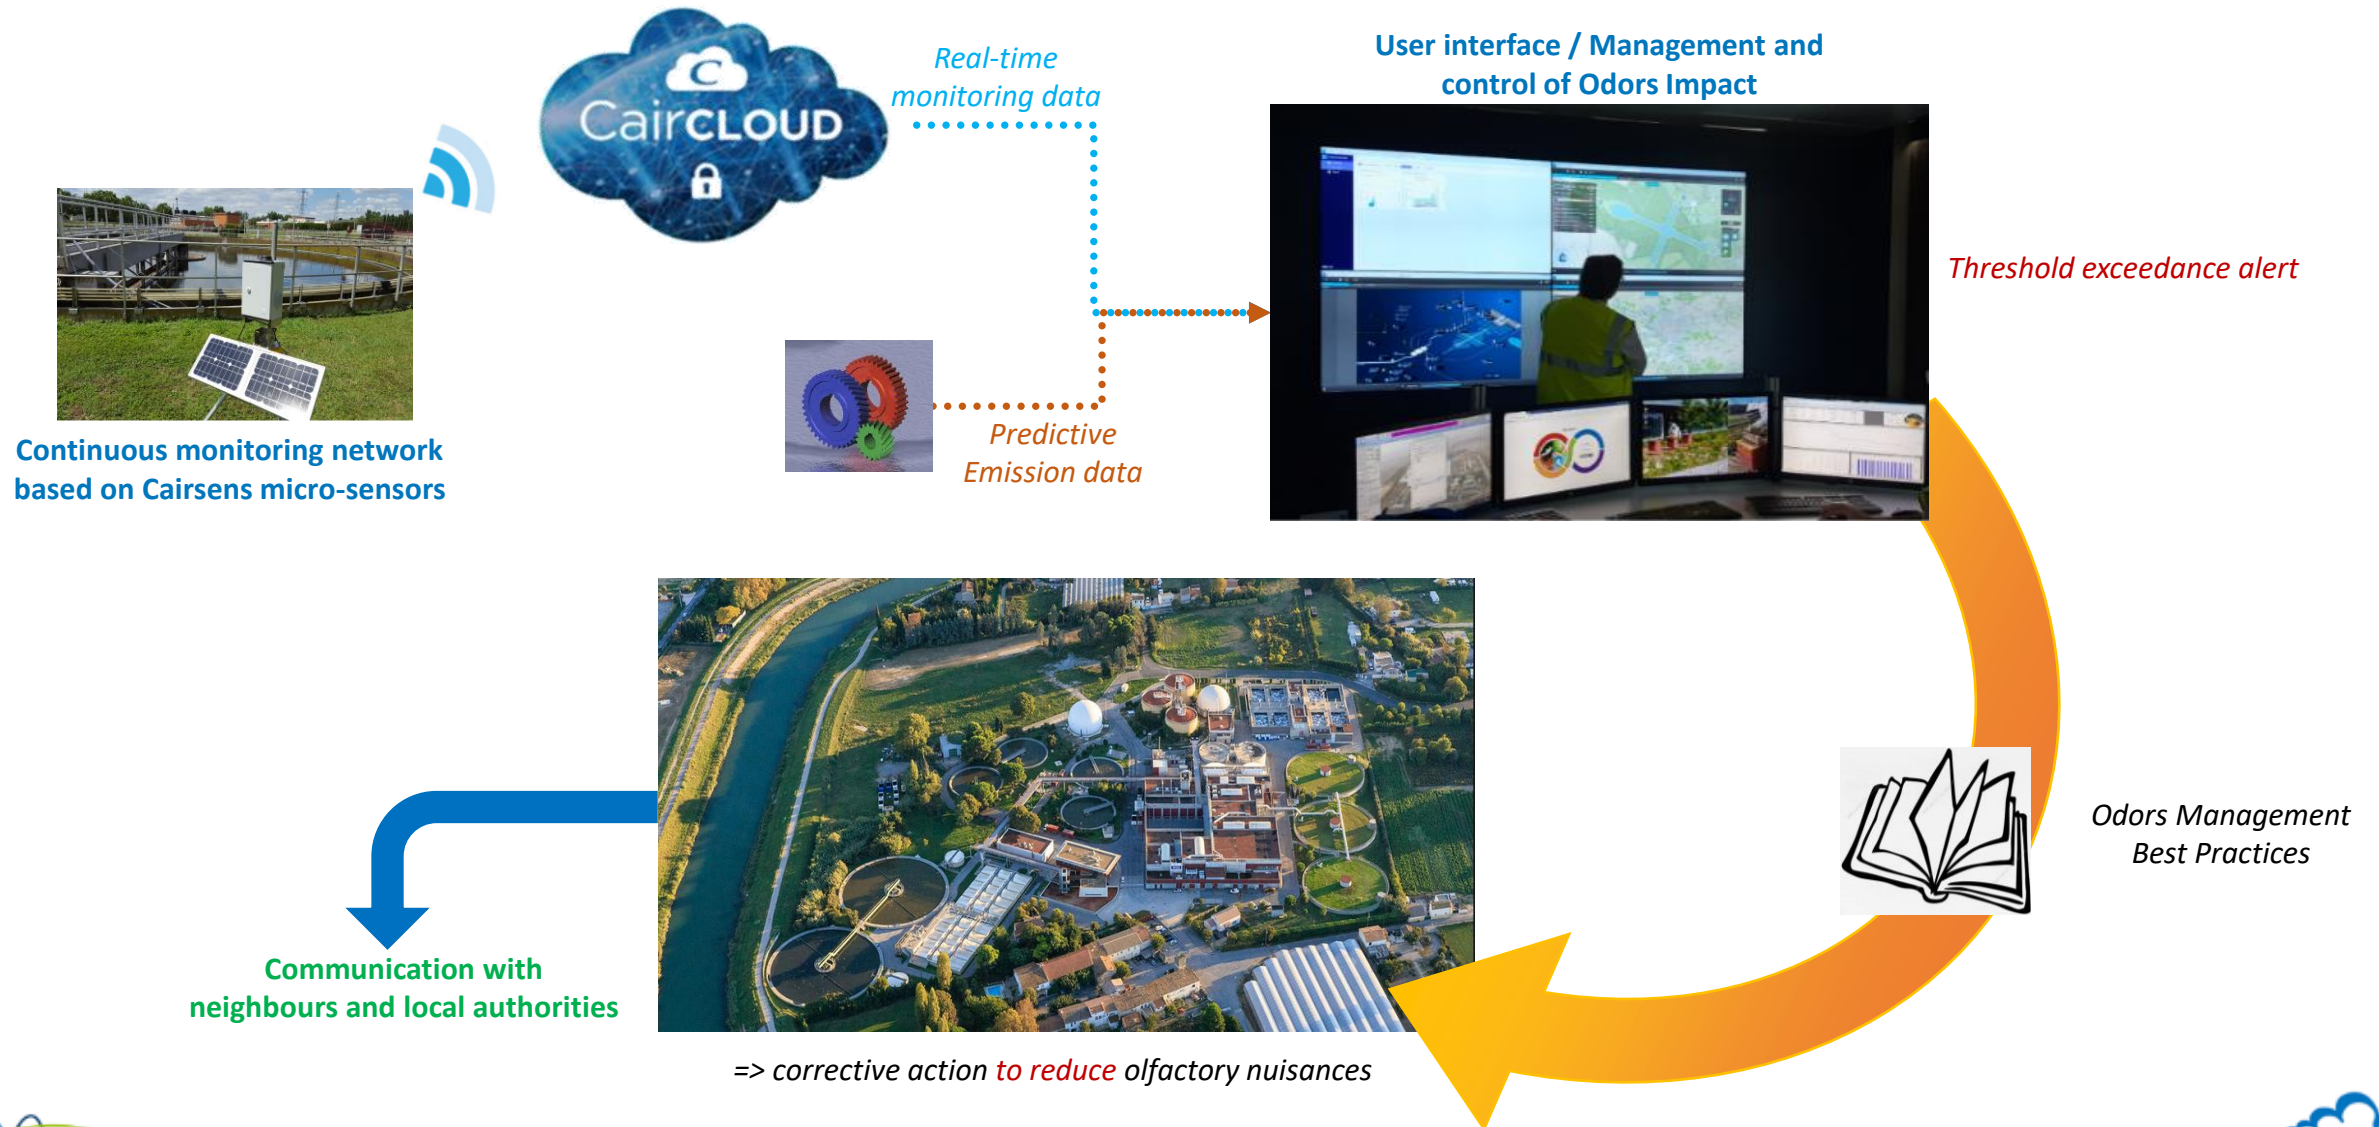 CairCLOUD
Real-time
monitoring data
User interface / Management and
control of Odors Impact
Threshold exceedance alert
Continuous monitoring network
based on Cairsens micro-sensors
Predictive
Emission data
Odors Management
Best Practices
Communication with
neighbours and local authorities
=> corrective action to reduce olfactory nuisances